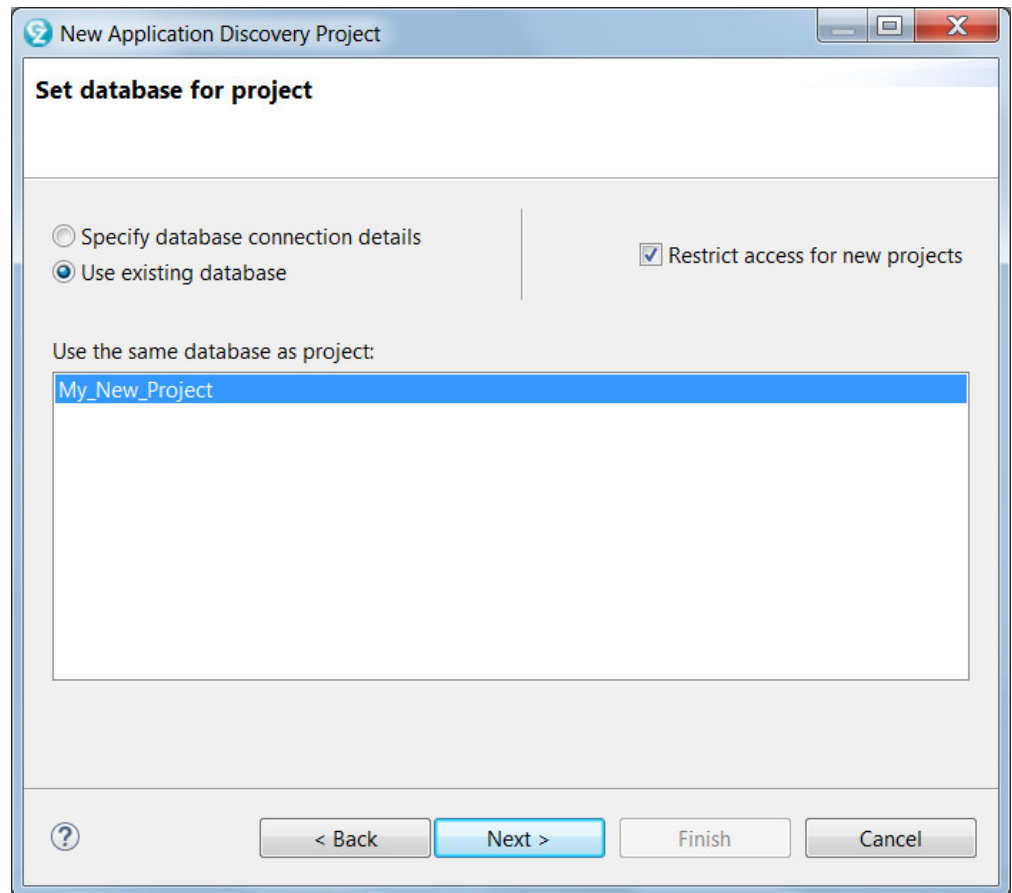 New Application Discovery Project
Set database for project
Specify database connection details
Use existing database
Restrict access for new projects
Use the same database as project:
My_New_Project
< Back
Next >
Finish
Cancel